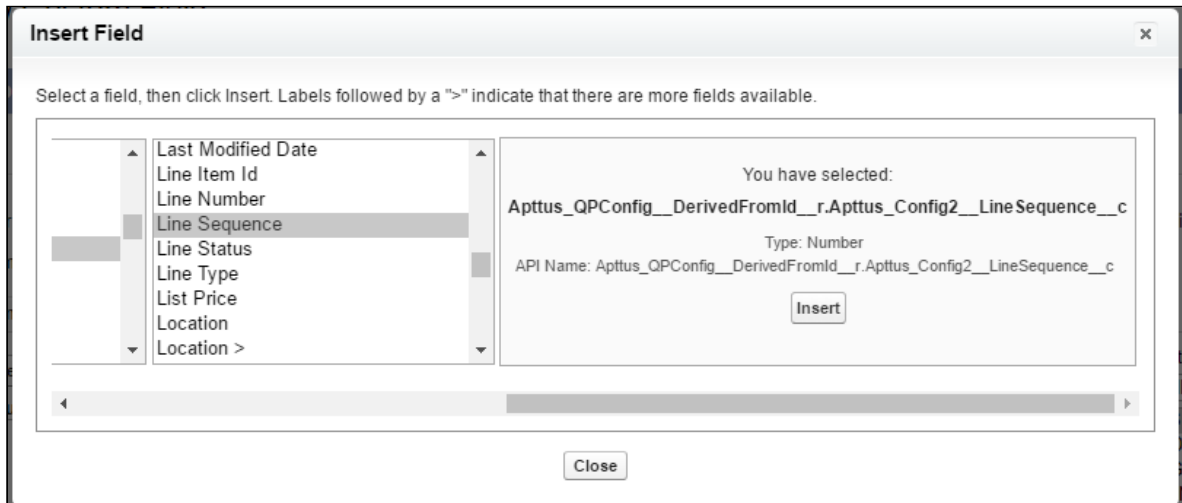 Insert Field
Select a field, then click Insert. Labels followed by a ">" indicate that there are more fields available.
Last Modified Date
Line Item Id
Line Number
Line Sequence
Line Status
Line Type
List Price
Location
Location >
You have selected:
Apttus_QPConfig__DerivedFromId__r.Apttus_Config2__LineSequence__c
Type: Number
API Name: Apttus_QPConfig__DerivedFromId__r.Apttus_Config2__LineSequence__c
Insert
Close